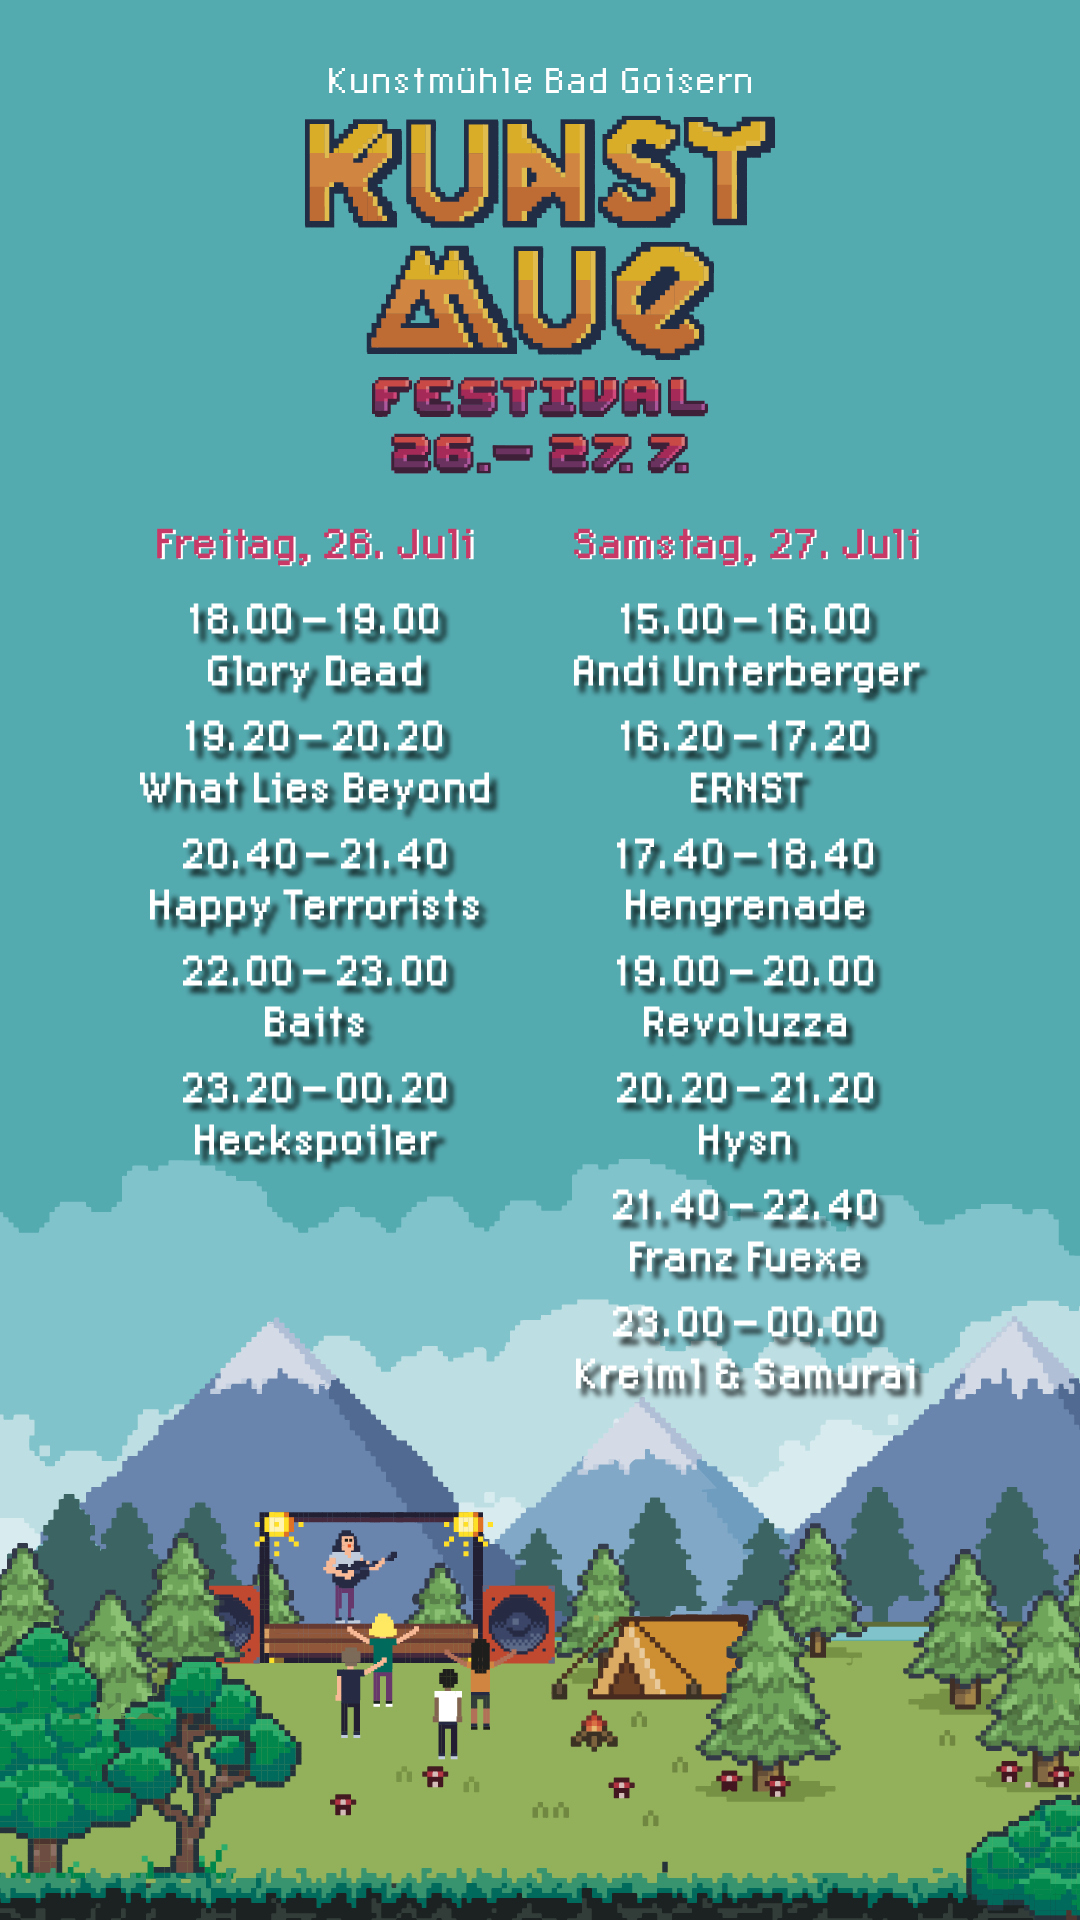 Kunstmühle Bad Goisern
KUNST
MUE
FESTIVAL
26.– 27. 7.
Freitag, 26. Juli
18.00 – 19.00
Glory Dead
19.20 – 20.20
What Lies Beyond
20.40 – 21.40
Happy Terrorists
22.00 – 23.00
Baits
23.20 – 00.20
Heckspoiler
Samstag, 27. Juli
15.00 – 16.00
Andi Unterberger
16.20 – 17.20
ERNST
17.40 – 18.40
Hengrenade
19.00 – 20.00
Revoluzza
20.20 – 21.20
Hysn
21.40 – 22.40
Franz Fuexe
23.00 – 00.00
Kreiml & Samurai